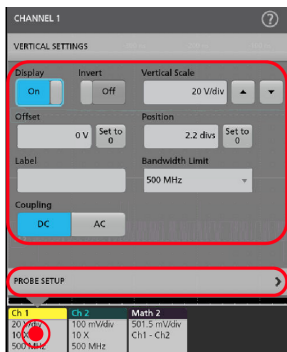 CHANNEL 1 ?
VERTICAL SETTINGS
Display Invert Vertical Scale
On Off 20 V/div
Offset Position
0 V Set to 0 2.2 divs Set to 0
Label Bandwidth Limit
500 MHz
Coupling
DC AC
PROBE SETUP
Ch 1 Ch 2 Math 2
20 V/div 100 mV/div 501.5 mV/div
10 X 10 X Ch1 - Ch2
500 MHz 500 MHz